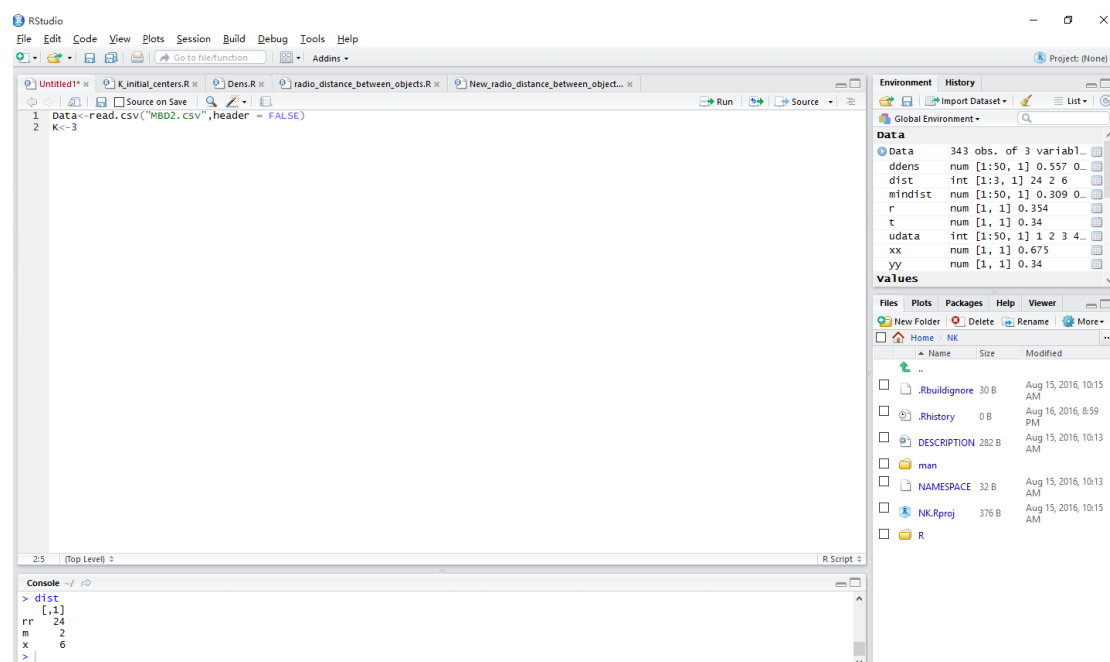 RStudio
File Edit Code View Plots Session Build Debug Tools Help
Go to file/function Addins Project: (None)
Untitled1* K_initial_centers.R Dens.R radio_distance_between_objects.R New_radio_distance_between_object...
Source on Save Run Source
1 Data<-read.csv("MBD2.csv",header = FALSE)
2 K<-3
2:5 (Top Level) R Script
Console ~/
> dist
[,1]
rr 24
m 2
x 6
>
Environment History
Import Dataset List
Global Environment
Data
Data 343 obs. of 3 variabl…
ddens num [1:50, 1] 0.557 0…
dist int [1:3, 1] 24 2 6
mindist num [1:50, 1] 0.309 0…
r num [1, 1] 0.354
t num [1, 1] 0.34
udata int [1:50, 1] 1 2 3 4…
xx num [1, 1] 0.675
yy num [1, 1] 0.34
Values
Files Plots Packages Help Viewer
New Folder Delete Rename More
Home NK
Name Size Modified
..
.Rbuildignore 30 B Aug 15, 2016, 10:15 AM
.Rhistory 0 B Aug 16, 2016, 8:59 PM
DESCRIPTION 282 B Aug 15, 2016, 10:13 AM
man
NAMESPACE 32 B Aug 15, 2016, 10:13 AM
NK.Rproj 376 B Aug 15, 2016, 10:15 AM
R